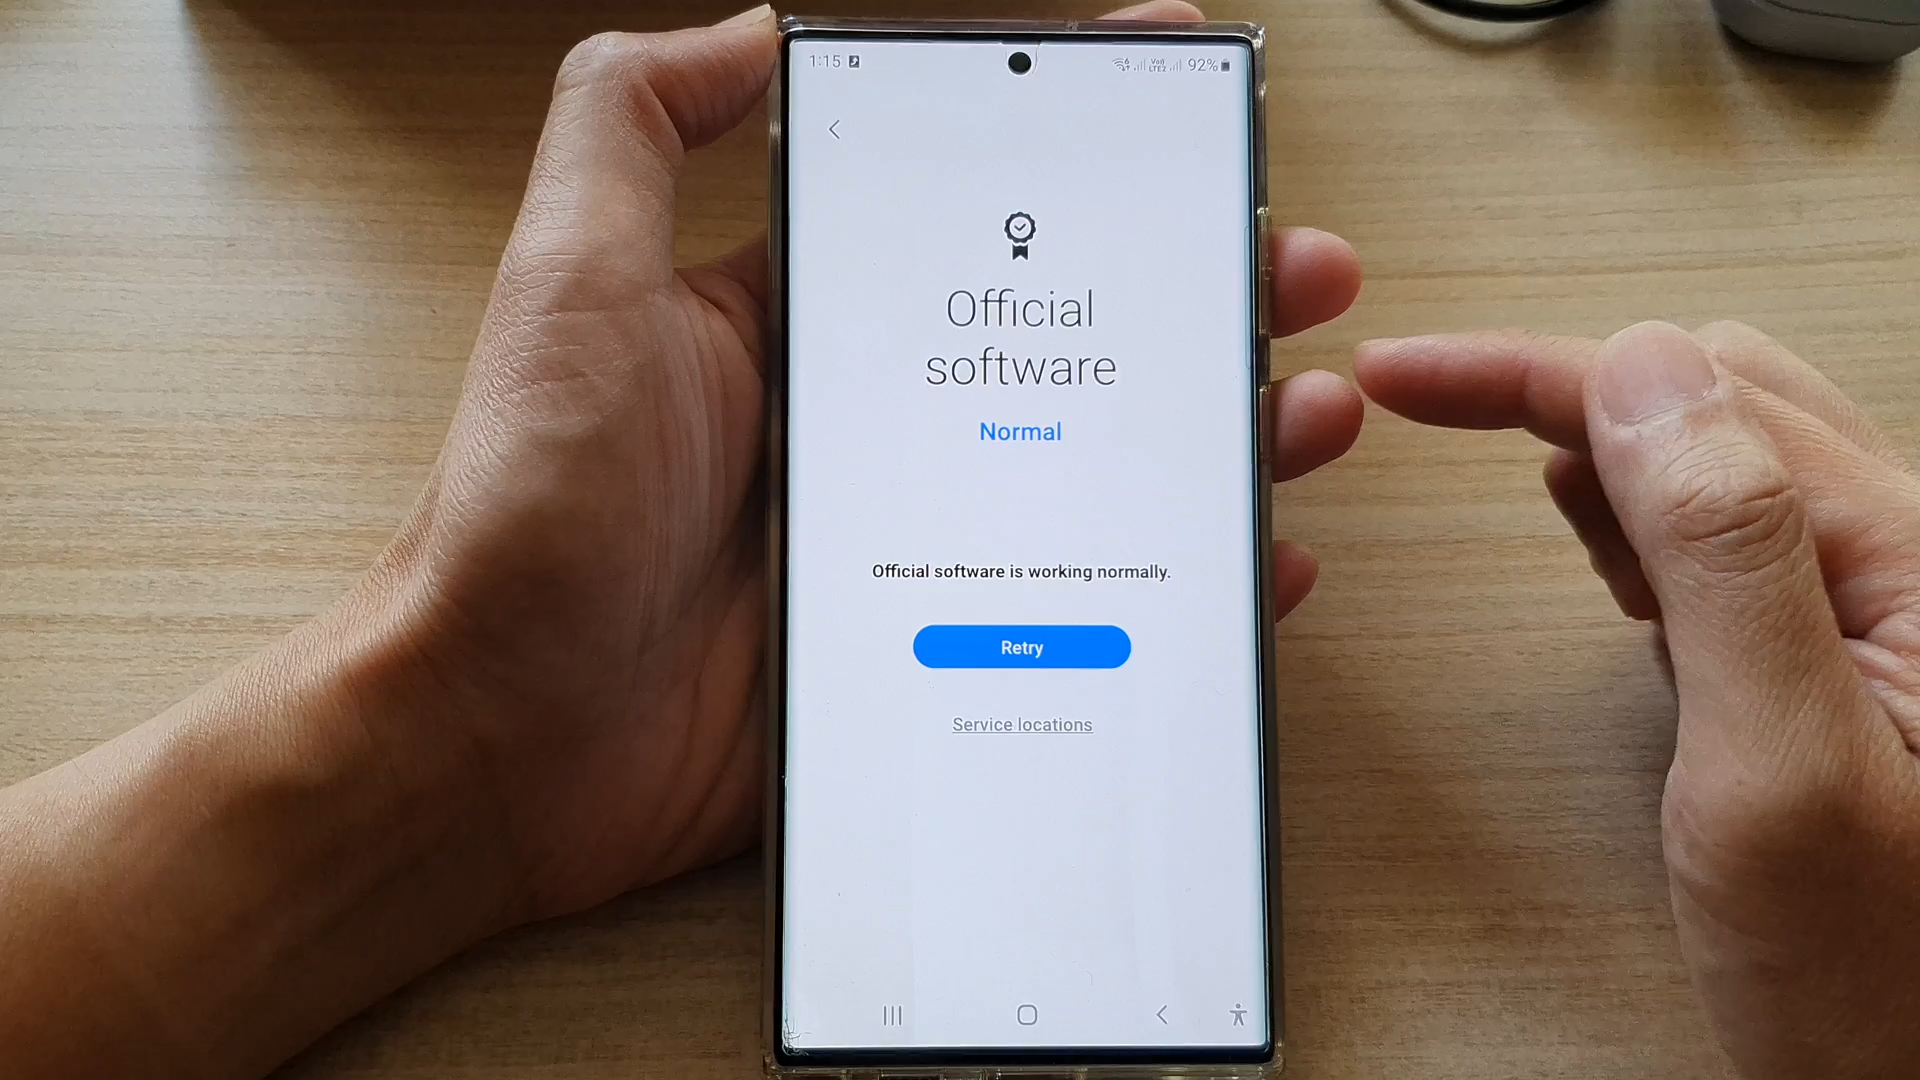 1:15 92%
Official
software
Normal
Official software is working normally.
Retry
Service locations